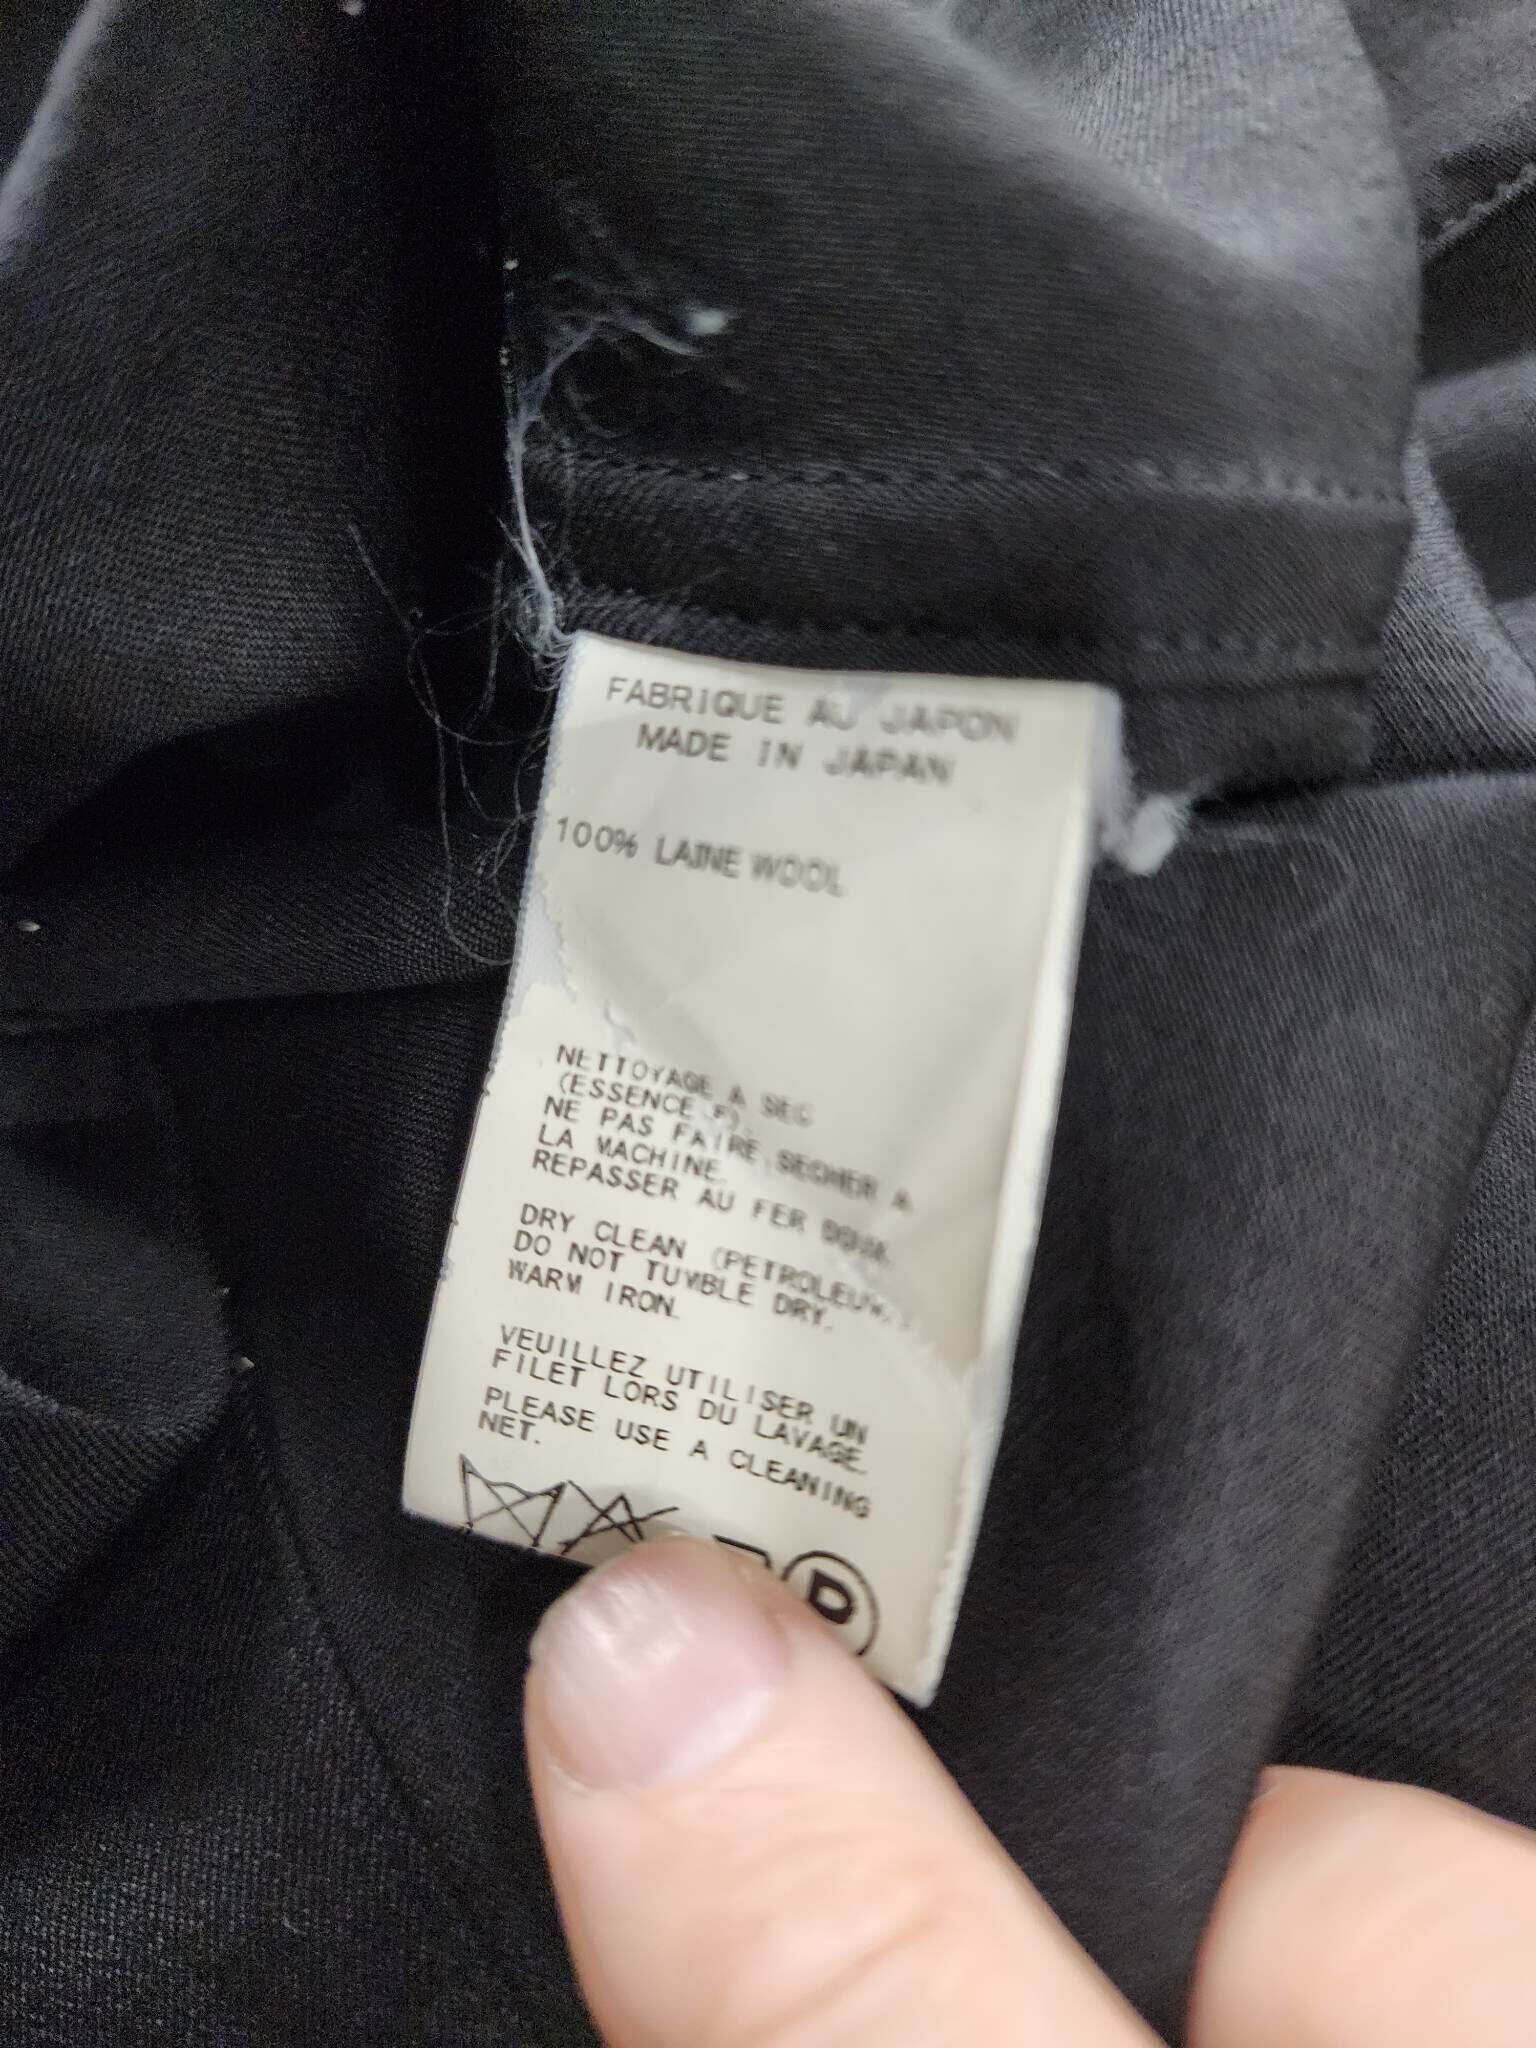 FABRIQUE AU JAPON
MADE IN JAPAN
100% LAINE WOOL
NETTOYAGE A SEC
(ESSENCE F).
NE PAS FAIRE SECHER A
LA MACHINE.
REPASSER AU FER DOUX.
DRY CLEAN (PETROLEUM)
DO NOT TUMBLE DRY.
WARM IRON.
VEUILLEZ UTILISER UN
FILET LORS DU LAVAGE.
PLEASE USE A CLEANING
NET.
P